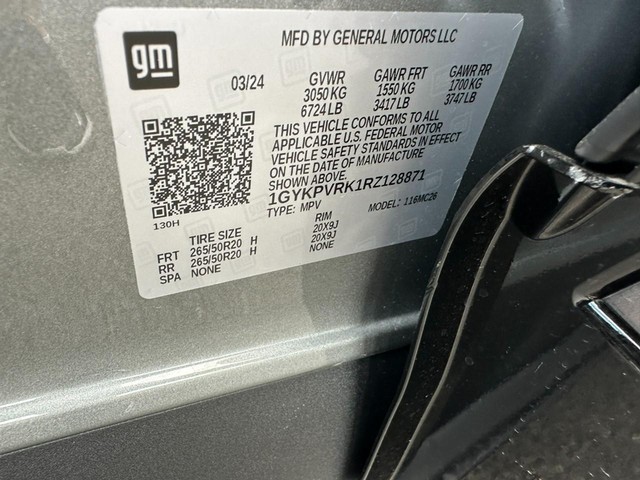 gm
MFD BY GENERAL MOTORS LLC
03/24 GVWR GAWR FRT GAWR RR
3050 KG 1550 KG 1700 KG
6724 LB 3417 LB 3747 LB
THIS VEHICLE CONFORMS TO ALL
APPLICABLE U.S. FEDERAL MOTOR
VEHICLE SAFETY STANDARDS IN EFFECT
ON THE DATE OF MANUFACTURE
SHOWN ABOVE.
1GYKPVRK1RZ128871
TYPE: MPV MODEL: 116MC26
130H
TIRE SIZE RIM
FRT 265/50R20 H 20X9J
RR 265/50R20 H 20X9J
SPA NONE NONE